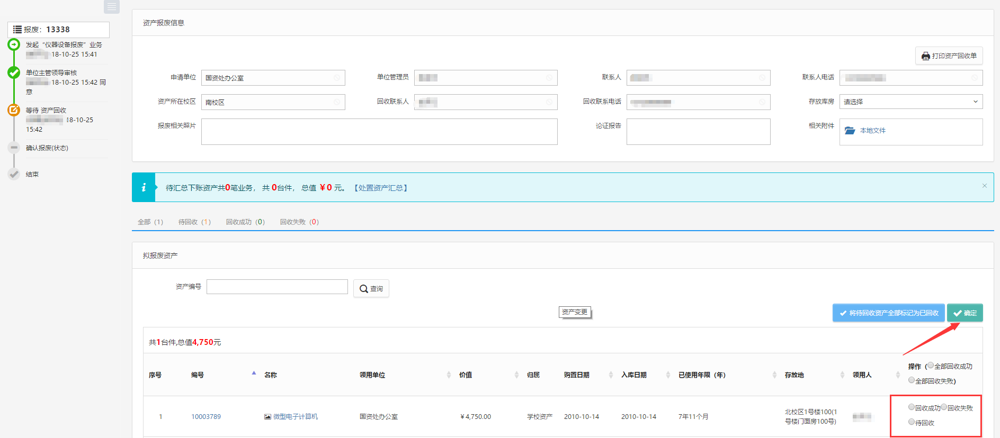 报废：13338
发起“仪器设备报废”业务
18-10-25 15:41
单位主管领导审核
18-10-25 15:42 同
意
等待 资产回收
18-10-25
15:42
确认报废(状态)
结束
资产报废信息
打印资产回收单
申请单位 国资处办公室 单位管理员 联系人 联系人电话
资产所在校区 南校区 回收联系人 回收联系电话 存放库房 请选择
报废相关照片 论证报告 相关附件 本地文件
待汇总下账资产共0笔业务， 共 0台件， 总值 ￥0 元。 【处置资产汇总】
全部（1） 待回收（1） 回收成功（0） 回收失败（0）
拟报废资产
资产编号 查询
资产变更
将待回收资产全部标记为已回收 确定
共1台件,总值4,750元
序号 编号 名称 领用单位 价值 归属 购置日期 入库日期 已使用年限（年） 存放地 领用人 操作（全部回收成功
全部回收失败)
1 10003789 微型电子计算机 国资处办公室 ￥4,750.00 学校资产 2010-10-14 2010-10-14 7年11个月 北校区1号楼100(1
号楼门面房100号)
回收成功 回收失败
待回收